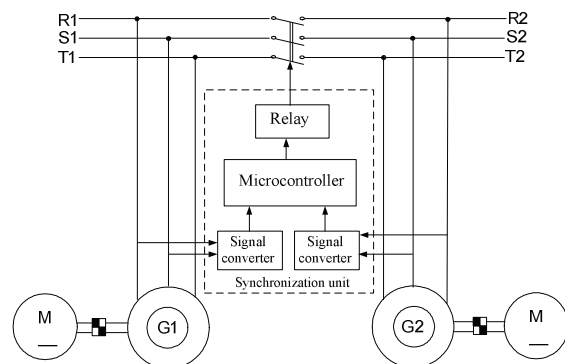 R1
R2
S1
S2
T1
T2
Relay
Microcontroller
Signal
converter
Signal
converter
Synchronization unit
M
G1
G2
M